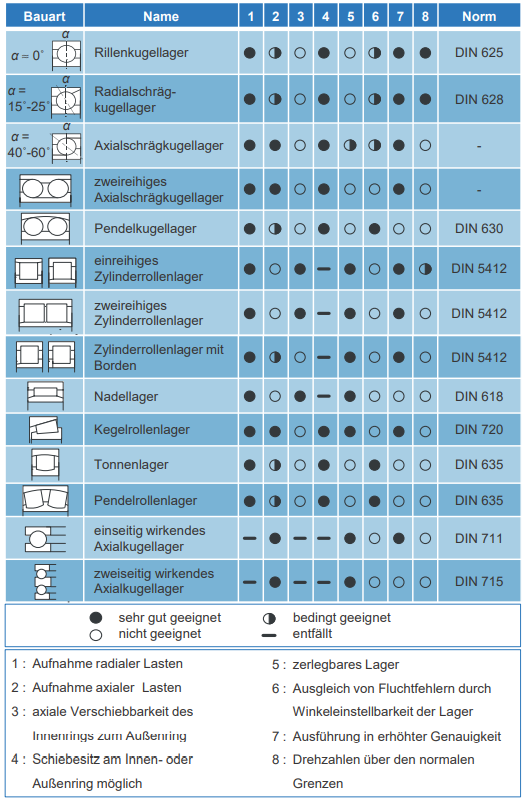 Bauart Name 1 2 3 4 5 6 7 8 Norm
α
α = 0° Rillenkugellager ● ◑ ○ ● ○ ◑ ● ● DIN 625
α
α = Radialschräg-
15°-25° kugellager ● ◑ ○ ● ○ ◑ ● ● DIN 628
α
α = Axialschrägkugellager ● ● ○ ● ◑ ◑ ● ○ -
40°-60°
zweireihiges
Axialschrägkugellager ● ● ○ ● ○ ○ ● ○ -
Pendelkugellager ● ◑ ○ ● ○ ● ○ ○ DIN 630
einreihiges
Zylinderrollenlager ● ○ ● – ● ○ ● ◑ DIN 5412
zweireihiges
Zylinderrollenlager ● ○ ● – ● ○ ● ○ DIN 5412
Zylinderrollenlager mit
Borden ● ◑ ○ – ● ○ ● ○ DIN 5412
Nadellager ● ○ ● – ● ○ ○ ○ DIN 618
Kegelrollenlager ● ● ○ ● ● ○ ● ○ DIN 720
Tonnenlager ● ◑ ○ ● ○ ● ○ ○ DIN 635
Pendelrollenlager ● ◑ ○ ● ○ ● ○ ○ DIN 635
einseitig wirkendes
Axialkugellager – ● – – ● ○ ● ○ DIN 711
zweiseitig wirkendes
Axialkugellager – ● – – ● ○ ○ ○ DIN 715
● sehr gut geeignet ◑ bedingt geeignet
○ nicht geeignet – entfällt
1 : Aufnahme radialer Lasten
2 : Aufnahme axialer Lasten
3 : axiale Verschiebbarkeit des
Innenrings zum Außenring
4 : Schiebesitz am Innen- oder
Außenring möglich
5 : zerlegbares Lager
6 : Ausgleich von Fluchtfehlern durch
Winkeleinstellbarkeit der Lager
7 : Ausführung in erhöhter Genauigkeit
8 : Drehzahlen über den normalen
Grenzen